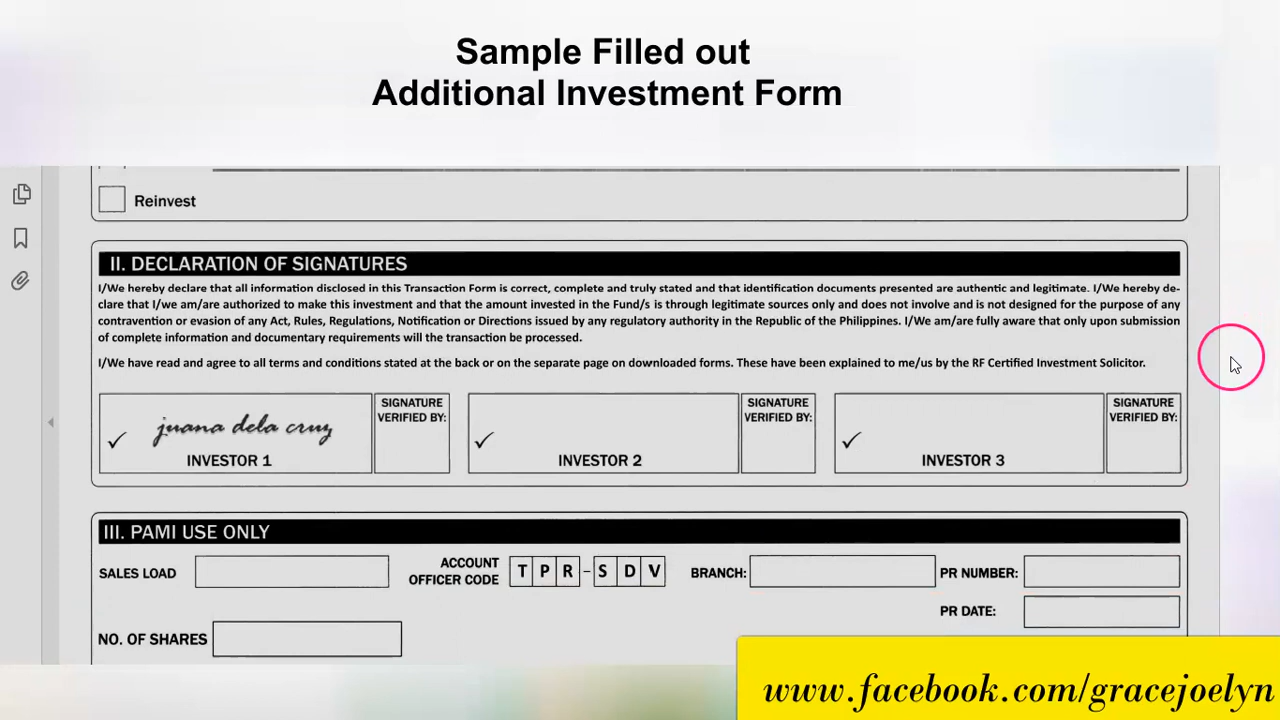 Sample Filled out
Additional Investment Form
Reinvest
II. DECLARATION OF SIGNATURES
I/We hereby declare that all information disclosed in this Transaction Form is correct, complete and truly stated and that identification documents presented are authentic and legitimate. I/We hereby de-
clare that I/we am/are authorized to make this investment and that the amount invested in the Fund/s is through legitimate sources only and does not involve and is not designed for the purpose of any
contravention or evasion of any Act, Rules, Regulations, Notification or Directions issued by any regulatory authority in the Republic of the Philippines. I/We am/are fully aware that only upon submission
of complete information and documentary requirements will the transaction be processed.
I/We have read and agree to all terms and conditions stated at the back or on the separate page on downloaded forms. These have been explained to me/us by the RF Certified Investment Solicitor.
juana dela cruz
INVESTOR 1
SIGNATURE
VERIFIED BY:
INVESTOR 2
SIGNATURE
VERIFIED BY:
INVESTOR 3
SIGNATURE
VERIFIED BY:
III. PAMI USE ONLY
SALES LOAD
ACCOUNT
OFFICER CODE
T P R - S D V
BRANCH:
PR NUMBER:
PR DATE:
NO. OF SHARES
www.facebook.com/gracejoelyn